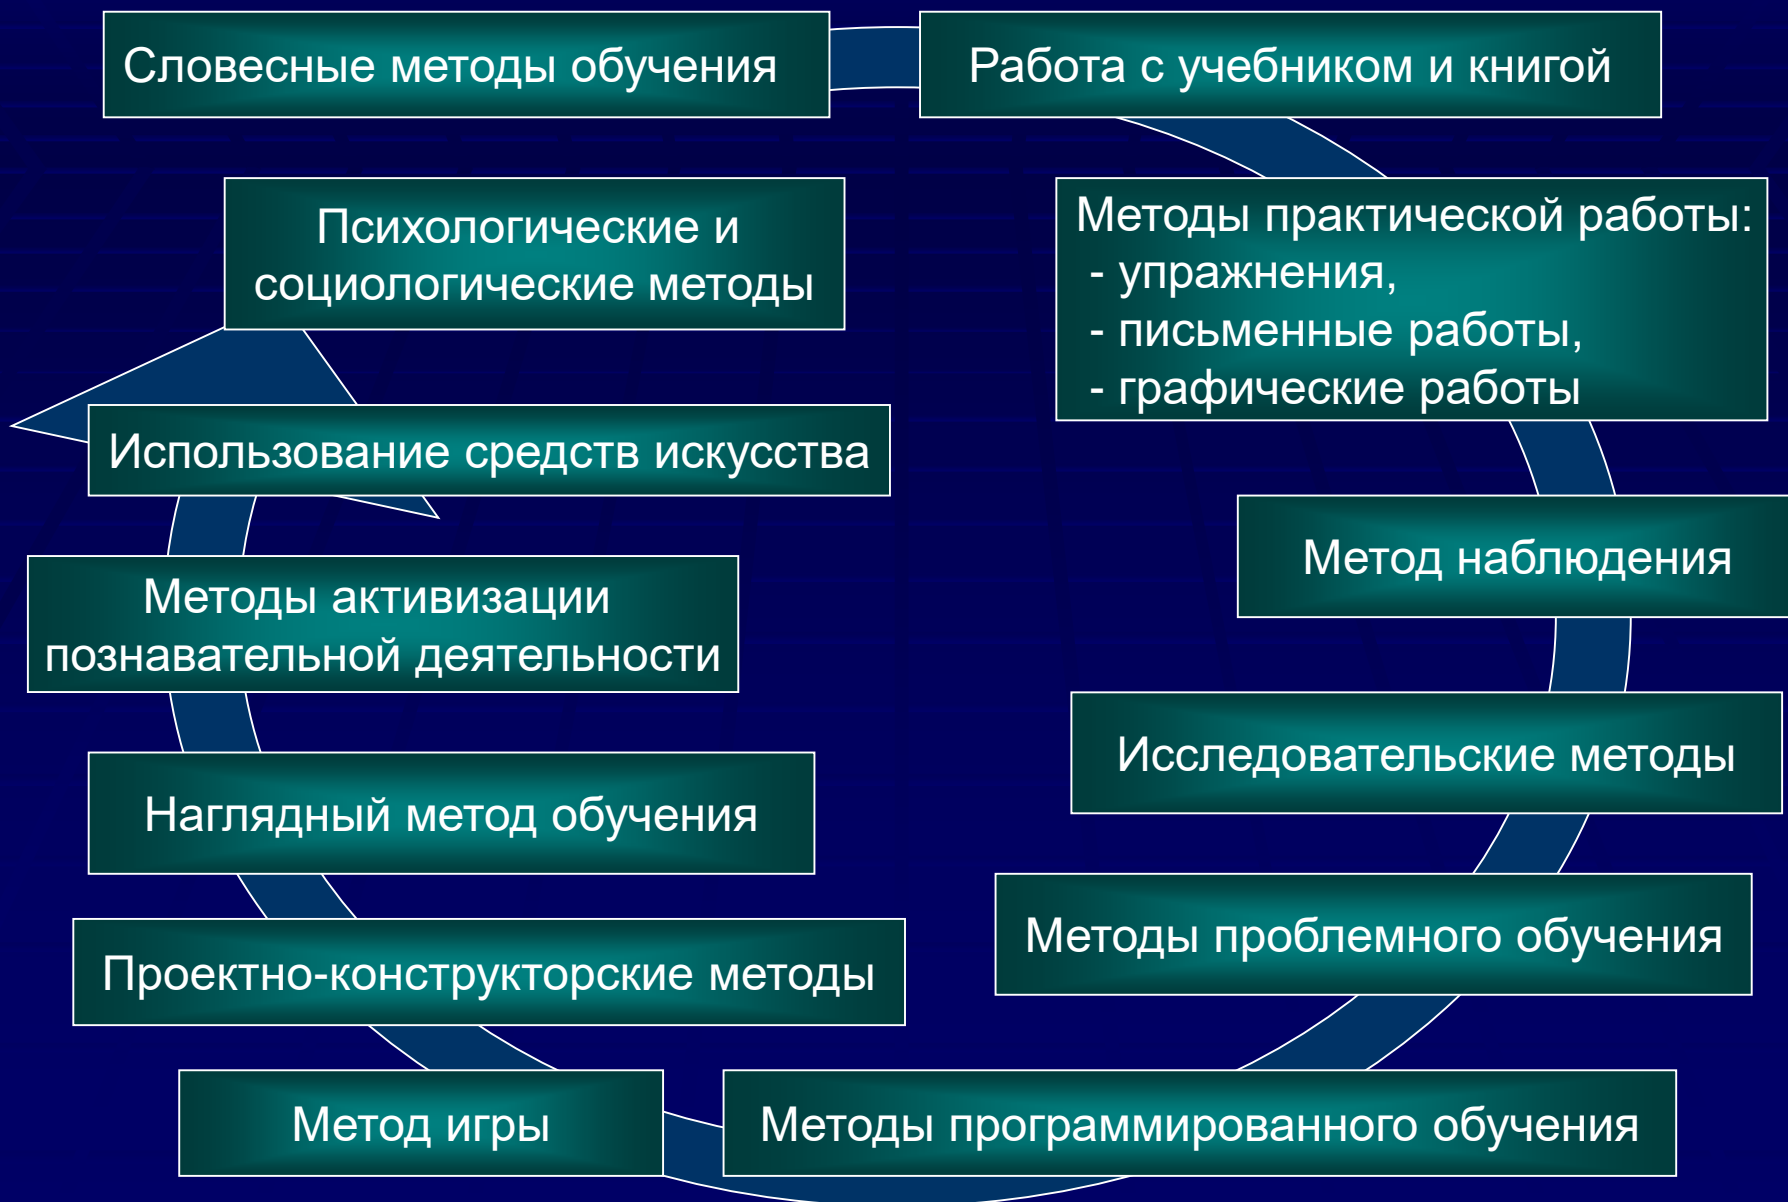 Словесные методы обучения
Работа с учебником и книгой
Методы практической работы:
- упражнения,
- письменные работы,
- графические работы
Метод наблюдения
Исследовательские методы
Методы проблемного обучения
Методы программированного обучения
Метод игры
Проектно-конструкторские методы
Наглядный метод обучения
Методы активизации
познавательной деятельности
Использование средств искусства
Психологические и
социологические методы